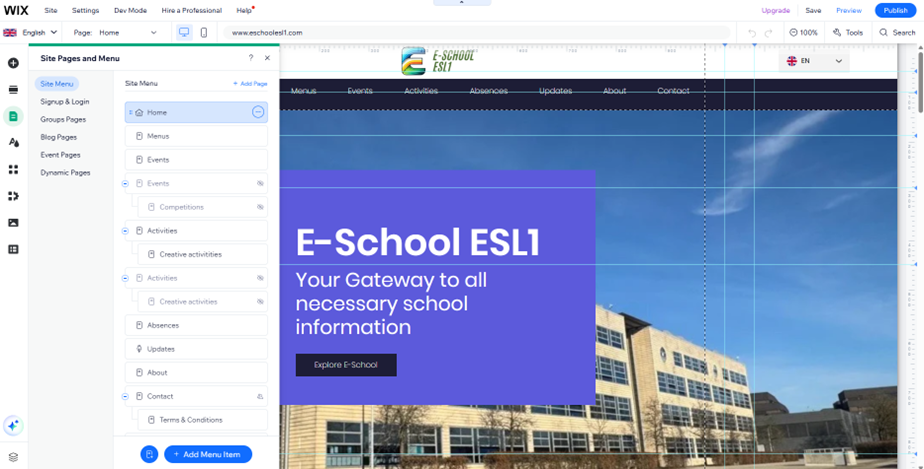 WIX Site Settings Dev Mode Hire a Professional Help Upgrade Save Preview Publish
English Page: Home www.eschoolesl1.com 100% Tools Search
Site Pages and Menu ?
Site Menu
Signup & Login
Groups Pages
Blog Pages
Event Pages
Dynamic Pages
Site Menu + Add Page
Home
Menus
Events
Events
Competitions
Activities
Creative activitities
Activities
Creative activities
Absences
Updates
About
Contact
Terms & Conditions
+ Add Menu Item
E-SCHOOL
ESL1
EN
Menus Events Activities Absences Updates About Contact
E-School ESL1
Your Gateway to all
necessary school
information
Explore E-School